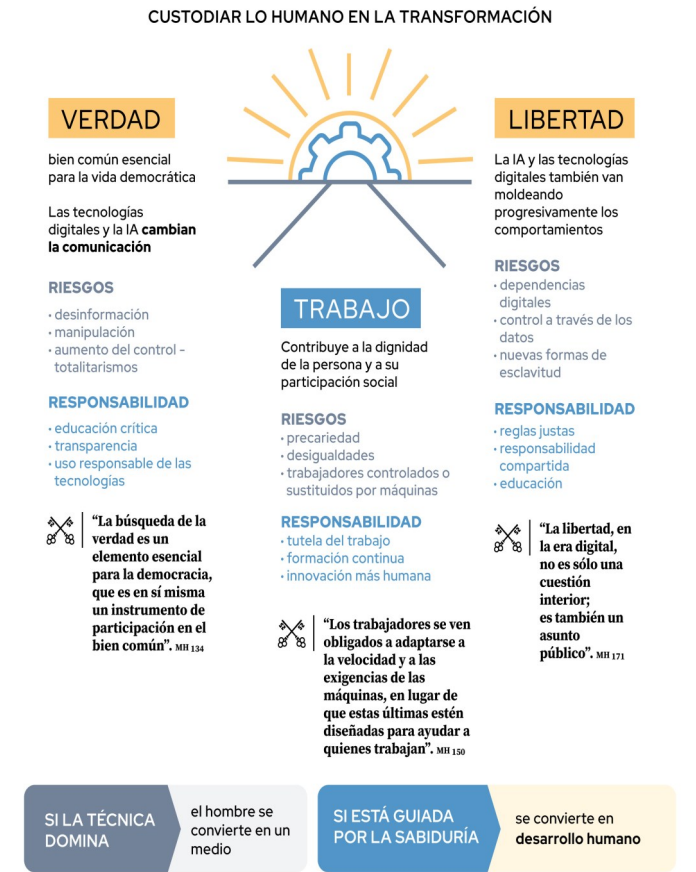 CUSTODIAR LO HUMANO EN LA TRANSFORMACIÓN
VERDAD
bien común esencial
para la vida democrática
Las tecnologías
digitales y la IA cambian
la comunicación
RIESGOS
• desinformación
• manipulación
• aumento del control -
totalitarismos
RESPONSABILIDAD
• educación crítica
• transparencia
• uso responsable de las
tecnologías
“La búsqueda de la
verdad es un
elemento esencial
para la democracia,
que es en sí misma
un instrumento de
participación en el
bien común”. MH 134
TRABAJO
Contribuye a la dignidad
de la persona y a su
participación social
RIESGOS
• precariedad
• desigualdades
• trabajadores controlados o
sustituidos por máquinas
RESPONSABILIDAD
• tutela del trabajo
• formación continua
• innovación más humana
“Los trabajadores se ven
obligados a adaptarse a
la velocidad y a las
exigencias de las
máquinas, en lugar de
que estas últimas estén
diseñadas para ayudar a
quienes trabajan”. MH 150
LIBERTAD
La IA y las tecnologías
digitales también van
moldeando
progresivamente los
comportamientos
RIESGOS
• dependencias
digitales
• control a través de los
datos
• nuevas formas de
esclavitud
RESPONSABILIDAD
• reglas justas
• responsabilidad
compartida
• educación
“La libertad, en
la era digital,
no es sólo una
cuestión
interior;
es también un
asunto
público”. MH 171
SI LA TÉCNICA
DOMINA
el hombre se
convierte en un
medio
SI ESTÁ GUIADA
POR LA SABIDURÍA
se convierte en
desarrollo humano